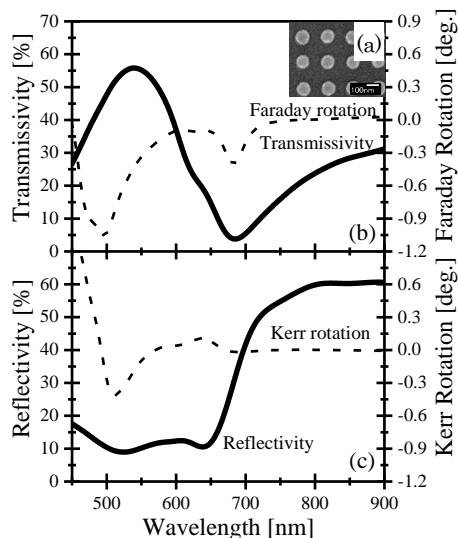 70
60
50
40
30
20
10
0
Transmissivity [%]
(a)
100nm
Faraday rotation
Transmissivity
(b)
0.9
0.6
0.3
0.0
-0.3
-0.6
-0.9
-1.2
Faraday Rotation [deg.]
60
50
40
30
20
10
0
Reflectivity [%]
Kerr rotation
Reflectivity
(c)
0.6
0.3
0.0
-0.3
-0.6
-0.9
-1.2
Kerr Rotation [deg.]
500 600 700 800 900
Wavelength [nm]